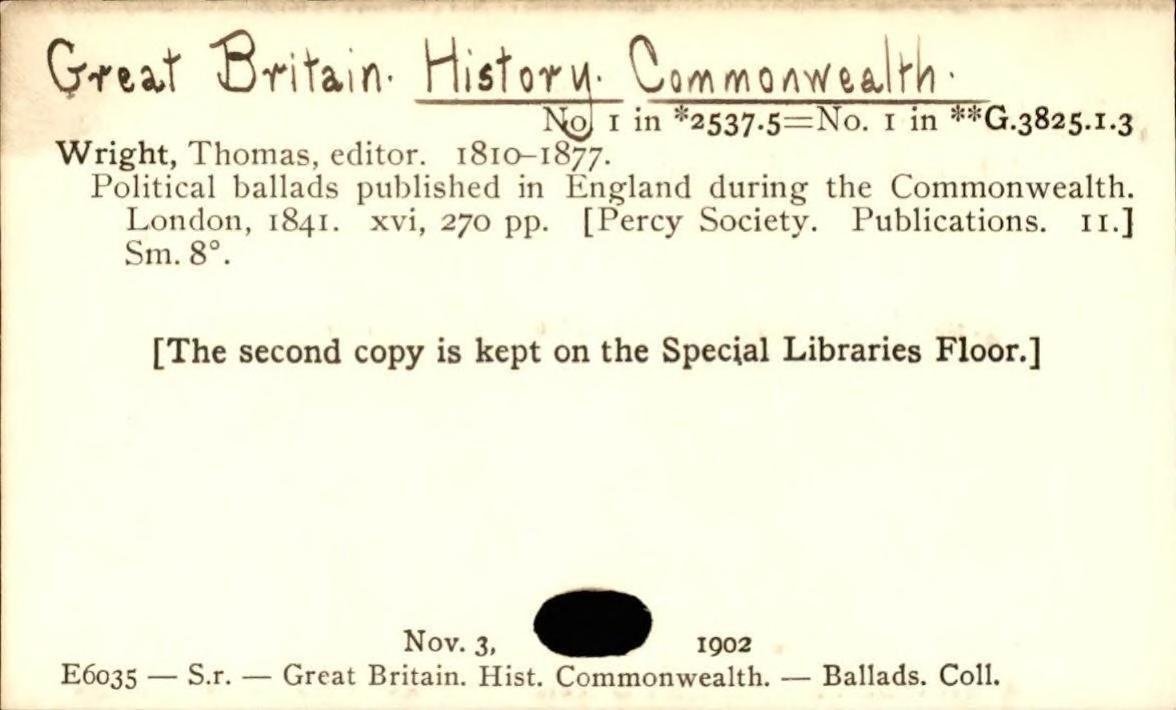 Great Britain. History. Commonwealth.
No. 1 in *2537.5=No. 1 in **G.3825.1.3
Wright, Thomas, editor. 1810–1877.
Political ballads published in England during the Commonwealth.
London, 1841. xvi, 270 pp. [Percy Society. Publications. 11.]
Sm. 8°.
[The second copy is kept on the Special Libraries Floor.]
Nov. 3, 1902
E6035 — S.r. — Great Britain. Hist. Commonwealth. — Ballads. Coll.